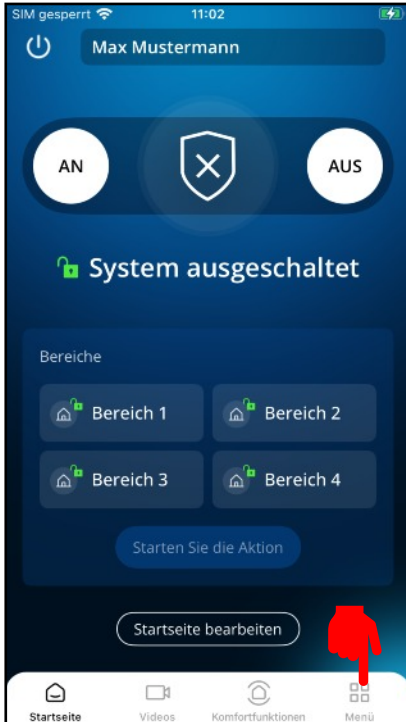 SIM gesperrt 11:02
Max Mustermann
AN AUS
System ausgeschaltet
Bereiche
Bereich 1 Bereich 2
Bereich 3 Bereich 4
Starten Sie die Aktion
Startseite bearbeiten
Startseite Videos Komfortfunktionen Menü